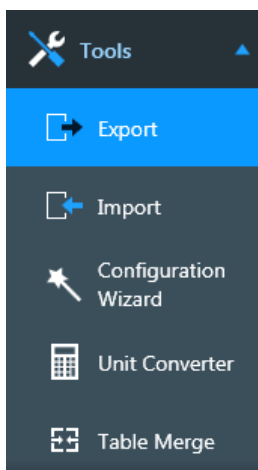 Tools
Export
Import
Configuration
Wizard
Unit Converter
Table Merge